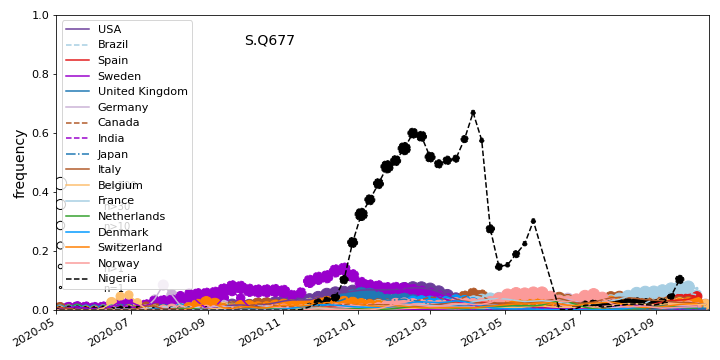 S.Q677
1.0
0.8
0.6
0.4
0.2
0.0
frequency
USA
Brazil
Spain
Sweden
United Kingdom
Germany
Canada
India
Japan
Italy
Belgium
France
Netherlands
Denmark
Switzerland
Norway
Nigeria
2020-05
2020-07
2020-09
2020-11
2021-01
2021-03
2021-05
2021-07
2021-09